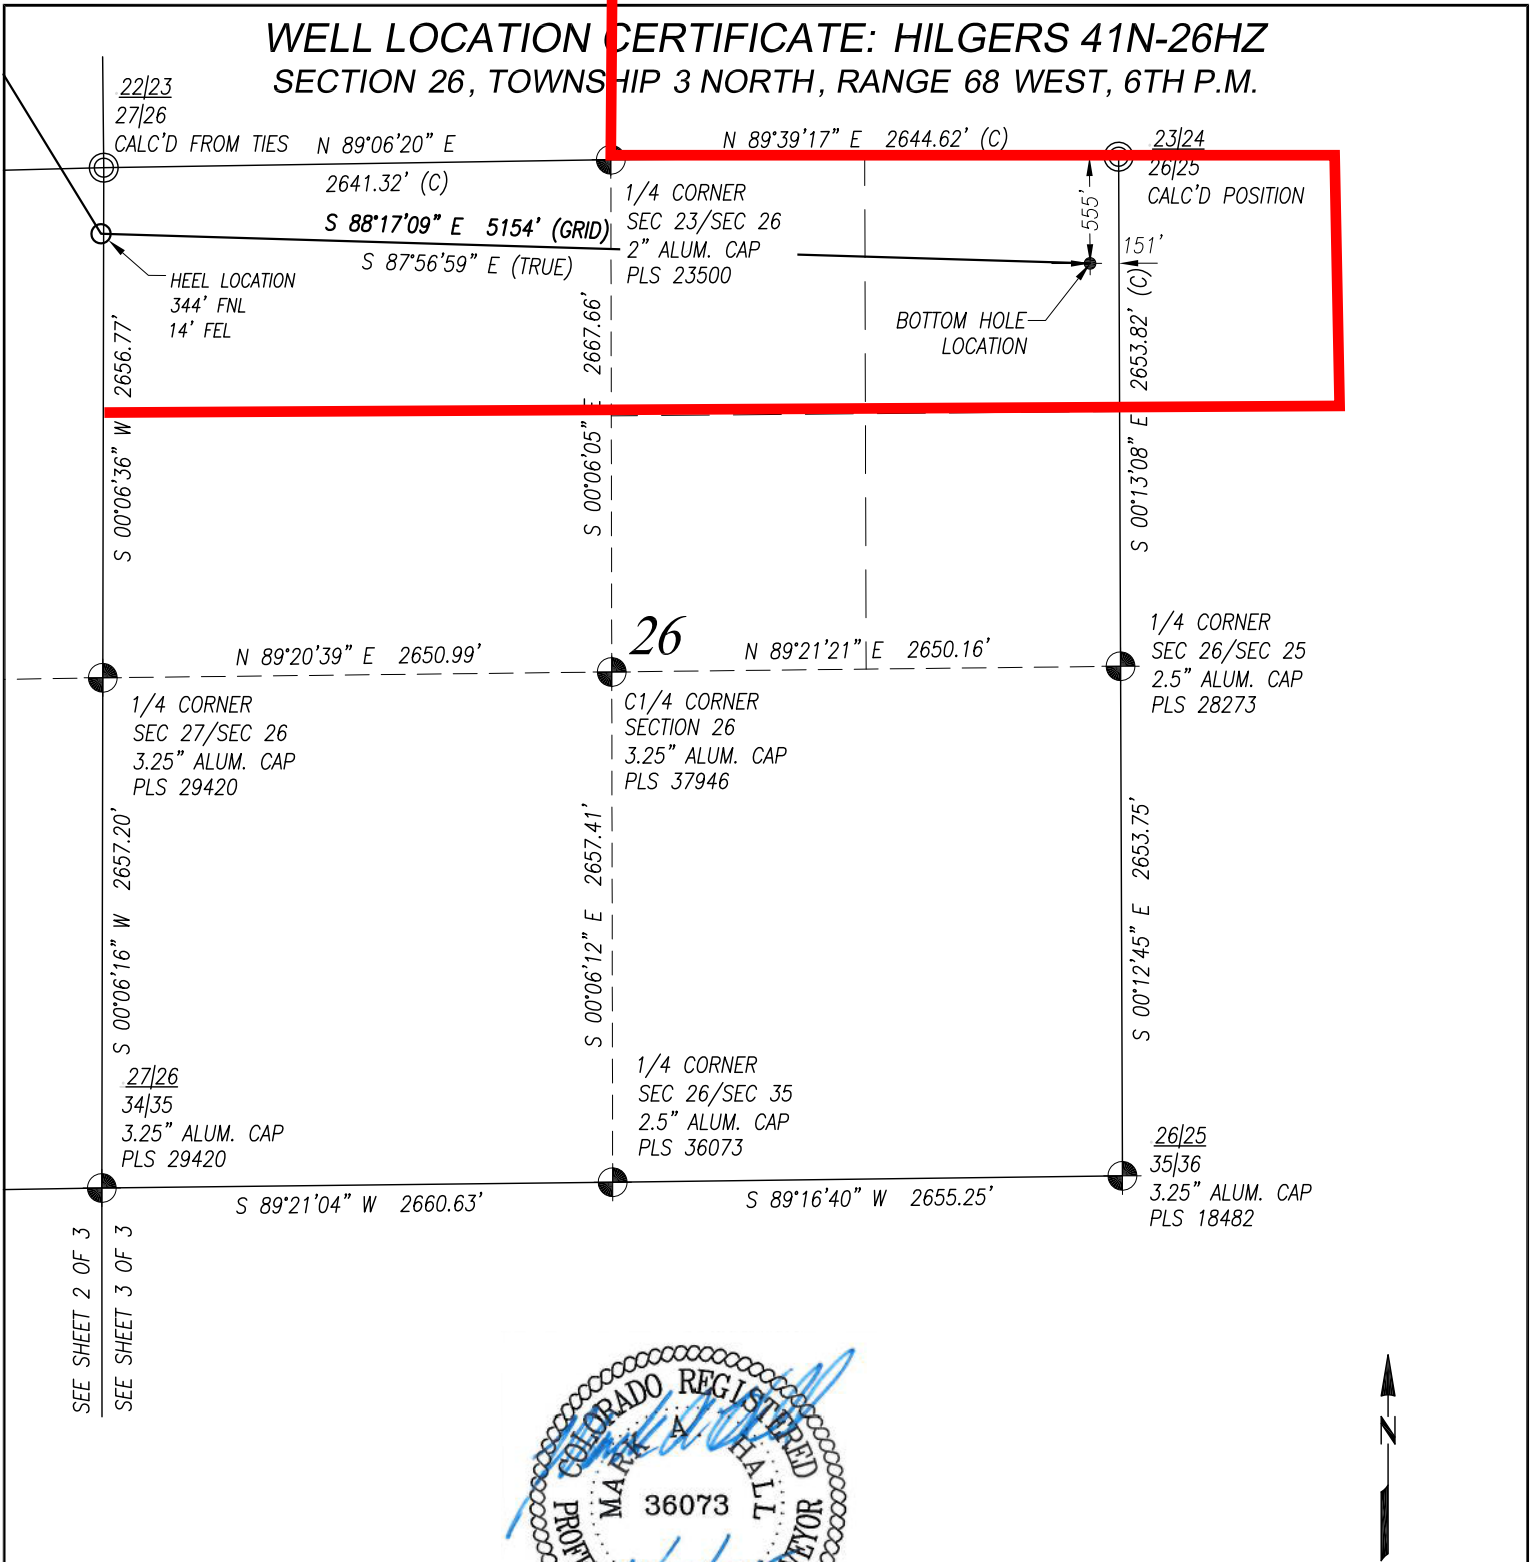 WELL LOCATION CERTIFICATE: HILGERS 41N-26HZ
SECTION 26, TOWNSHIP 3 NORTH, RANGE 68 WEST, 6TH P.M.
22|23
27|26
CALC'D FROM TIES
N 89°06'20" E
2641.32' (C)
N 89°39'17" E 2644.62' (C)
23|24
26|25
CALC'D POSITION
1/4 CORNER
SEC 23/SEC 26
2" ALUM. CAP
PLS 23500
S 88°17'09" E 5154' (GRID)
S 87°56'59" E (TRUE)
555'
151'
HEEL LOCATION
344' FNL
14' FEL
BOTTOM HOLE
LOCATION
S 00°06'36" W 2656.77'
S 00°06'05" E 2667.66'
S 00°13'08" E 2653.82' (C)
26
N 89°20'39" E 2650.99'
N 89°21'21" E 2650.16'
1/4 CORNER
SEC 26/SEC 25
2.5" ALUM. CAP
PLS 28273
1/4 CORNER
SEC 27/SEC 26
3.25" ALUM. CAP
PLS 29420
C1/4 CORNER
SECTION 26
3.25" ALUM. CAP
PLS 37946
S 00°06'16" W 2657.20'
S 00°06'12" E 2657.41'
S 00°12'45" E 2653.75'
27|26
34|35
3.25" ALUM. CAP
PLS 29420
1/4 CORNER
SEC 26/SEC 35
2.5" ALUM. CAP
PLS 36073
26|25
35|36
3.25" ALUM. CAP
PLS 18482
S 89°21'04" W 2660.63'
S 89°16'40" W 2655.25'
SEE SHEET 2 OF 3
SEE SHEET 3 OF 3
COLORADO REGISTERED
MARK A. HALL
36073
N